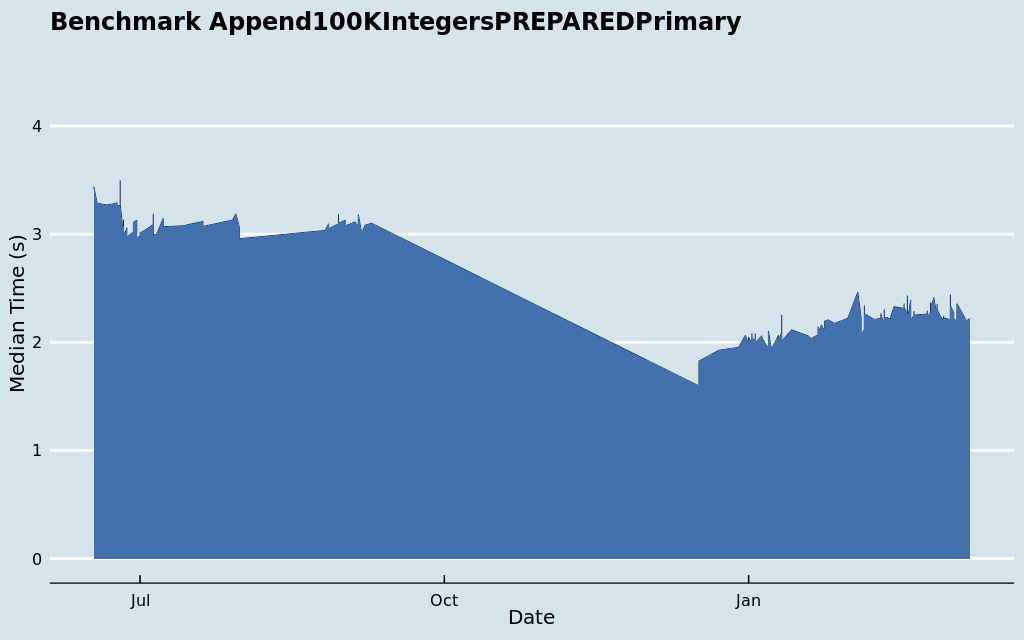 Benchmark Append100KIntegersPREPAREDPrimary
4
3
2
1
0
Median Time (s)
Jul
Oct
Jan
Date